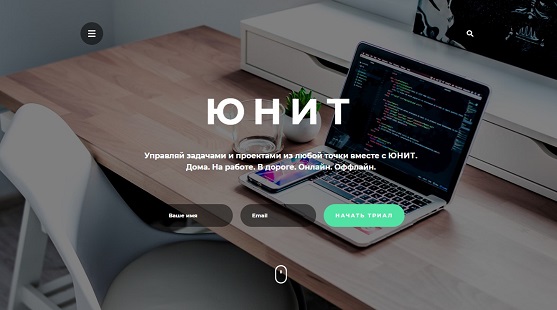 ЮНИТ
Управляй задачами и проектами из любой точки вместе с ЮНИТ.
Дома. На работе. В дороге. Онлайн. Оффлайн.
Ваше имя
Email
НАЧАТЬ ТРИАЛ